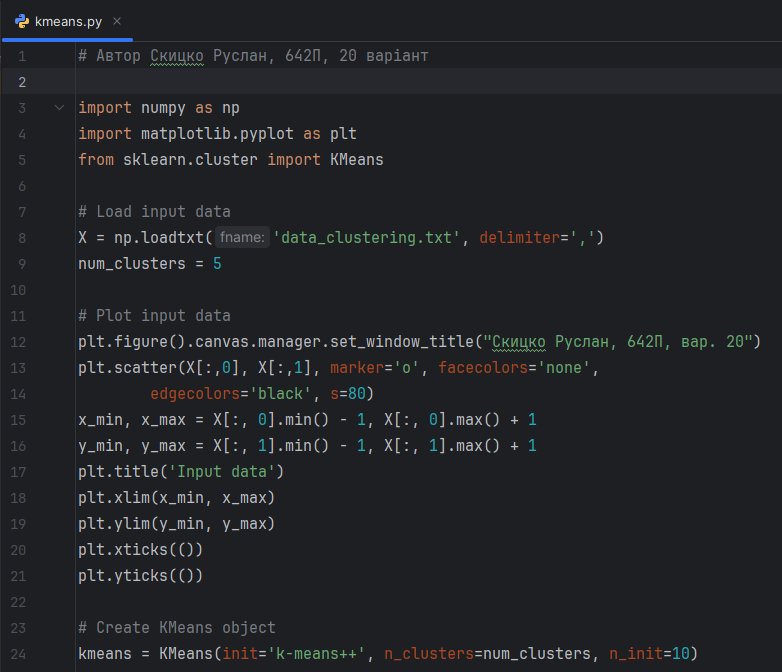 kmeans.py ×
1 # Автор Скицко Руслан, 642П, 20 варіант
2
3 import numpy as np
4 import matplotlib.pyplot as plt
5 from sklearn.cluster import KMeans
6
7 # Load input data
8 X = np.loadtxt( fname: 'data_clustering.txt', delimiter=',')
9 num_clusters = 5
10
11 # Plot input data
12 plt.figure().canvas.manager.set_window_title("Скицко Руслан, 642П, вар. 20")
13 plt.scatter(X[:,0], X[:,1], marker='o', facecolors='none',
14 edgecolors='black', s=80)
15 x_min, x_max = X[:, 0].min() - 1, X[:, 0].max() + 1
16 y_min, y_max = X[:, 1].min() - 1, X[:, 1].max() + 1
17 plt.title('Input data')
18 plt.xlim(x_min, x_max)
19 plt.ylim(y_min, y_max)
20 plt.xticks(())
21 plt.yticks(())
22
23 # Create KMeans object
24 kmeans = KMeans(init='k-means++', n_clusters=num_clusters, n_init=10)